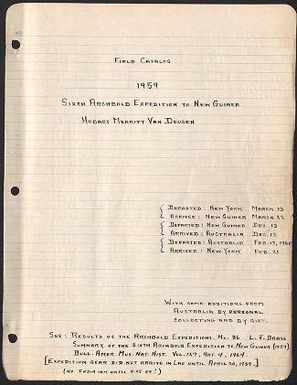 FIELD CATALOG
1959
SIXTH ARCHBOLD EXPEDITION TO NEW GUINEA
HOBART MERRITT VAN DEUSEN
DEPARTED: NEW YORK MARCH 13
ARRIVED: NEW GUINEA MARCH 22
DEPARTED: NEW GUINEA DEC. 13
ARRIVED: AUSTRALIA DEC. 13
DEPARTED: AUSTRALIA FEB. 19, 1960
ARRIVED: NEW YORK FEB. 21
WITH SOME ADDITIONS FROM
AUSTRALIA BY PERSONAL
COLLECTING AND BY GIFT.
SEE: RESULTS OF THE ARCHBOLD EXPEDITIONS. NO. 86 L. J. BRASS
SUMMARY OF THE SIXTH ARCHBOLD EXPEDITION TO NEW GUINEA (1959)
BULL. AMER. MUS. NAT. HIST. VOL. 127, ART. 4, 1964.
[EXPEDITION GEAR DID NOT ARRIVE IN LAE UNTIL APRIL 20, 1959.]